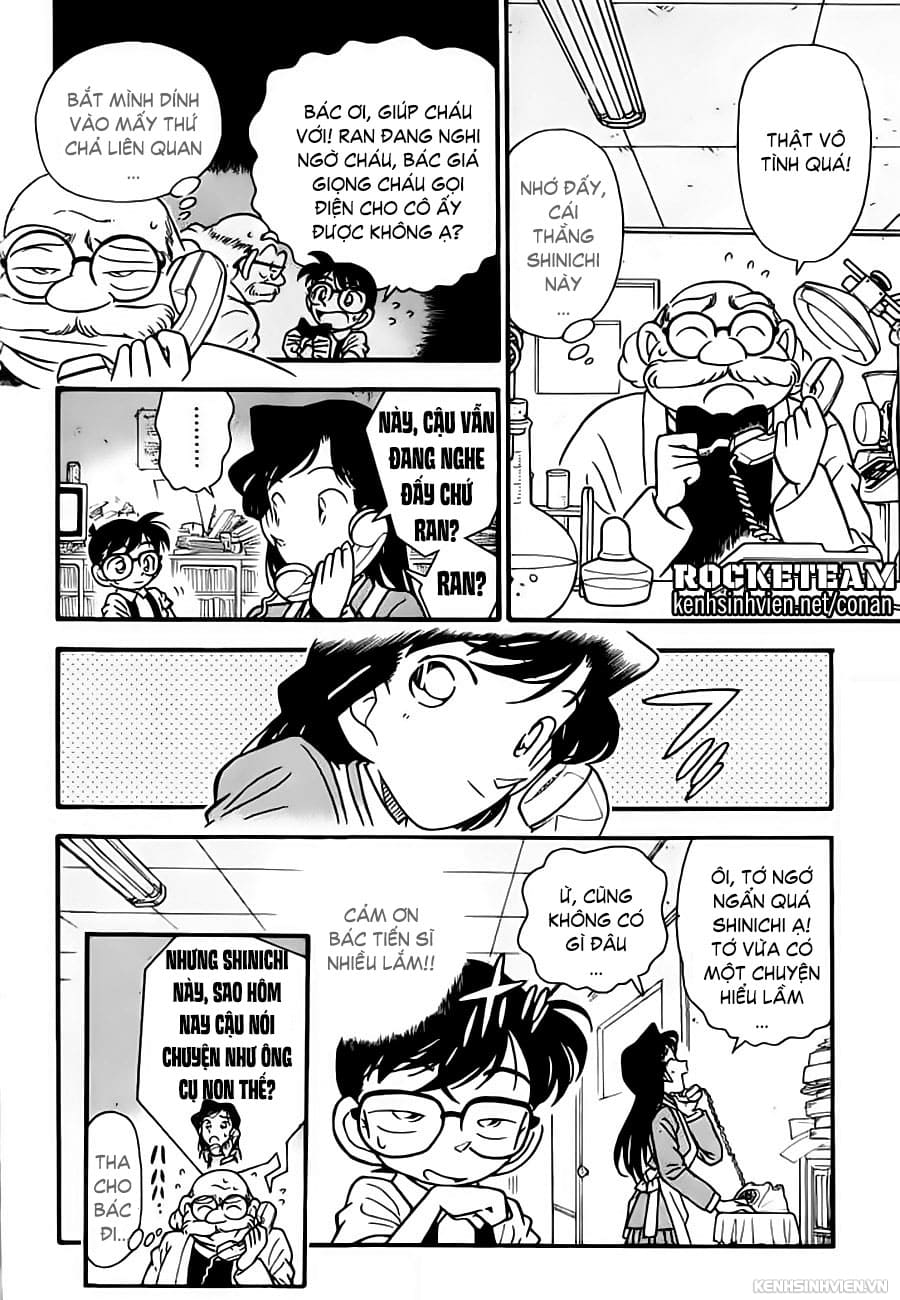 THẬT VÔ
TÌNH QUÁ!
NHỚ ĐẤY,
CÁI
THẰNG
SHINICHI
NÀY
...
ROCKETEAM
kenhsinhvien.net/conan
BÁC ƠI, GIÚP CHÁU
VỚI! RAN ĐANG NGHI
NGỜ CHÁU, BÁC GIẢ
GIỌNG CHÁU GỌI
ĐIỆN CHO CÔ ẤY
ĐƯỢC KHÔNG Ạ?
BẮT MÌNH DÍNH
VÀO MẤY THỨ
CHẢ LIÊN QUAN
...
NÀY, CẬU VẪN
ĐANG NGHE
ĐẤY CHỨ
RAN?
RAN?
.......
ÔI, TỚ NGỚ
NGẨN QUÁ
SHINICHI Ạ!
TỚ VỪA CÓ
MỘT CHUYỆN
HIỂU LẦM
...
Ừ, CŨNG
KHÔNG CÓ
GÌ ĐÂU
...
CẢM ƠN
BÁC TIẾN SĨ
NHIỀU LẮM!!
NHƯNG SHINICHI
NÀY, SAO HÔM
NAY CẬU NÓI
CHUYỆN NHƯ ÔNG
CỤ NON THẾ?
THA
CHO
BÁC
ĐI...
KENHSINHVIEN.VN